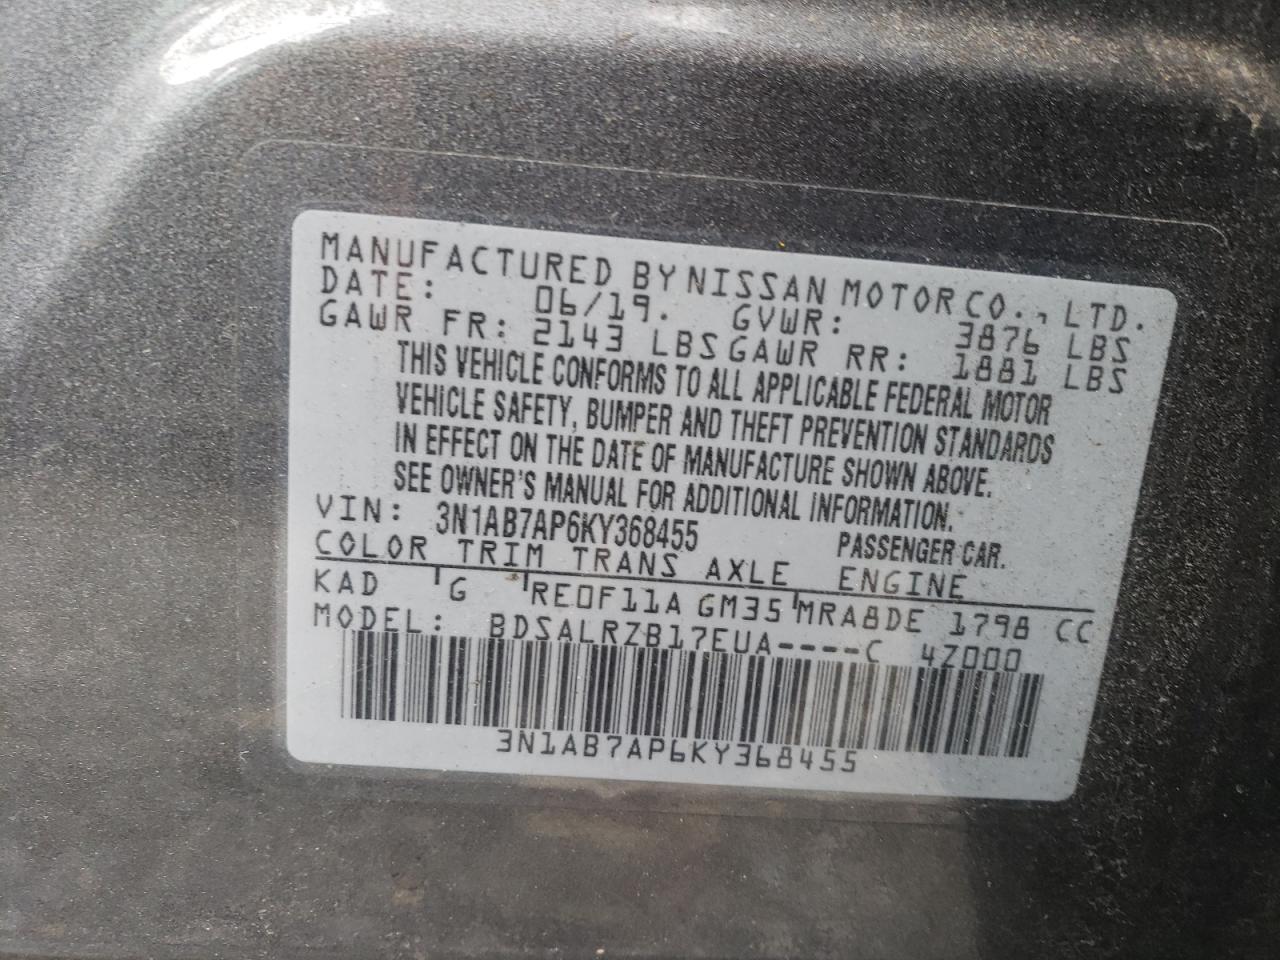 MANUFACTURED BY NISSAN MOTOR CO., LTD.
DATE: 06/19. GVWR: 3876 LBS
GAWR FR: 2143 LBS GAWR RR: 1881 LBS
THIS VEHICLE CONFORMS TO ALL APPLICABLE FEDERAL MOTOR
VEHICLE SAFETY, BUMPER AND THEFT PREVENTION STANDARDS
IN EFFECT ON THE DATE OF MANUFACTURE SHOWN ABOVE.
SEE OWNER'S MANUAL FOR ADDITIONAL INFORMATION.
VIN: 3N1AB7AP6KY368455 PASSENGER CAR.
COLOR TRIM TRANS AXLE ENGINE
KAD G RE0F11A GM35 MRA8DE 1798 CC
MODEL: BDSALRZB17EUA----C 4Z000
3N1AB7AP6KY368455